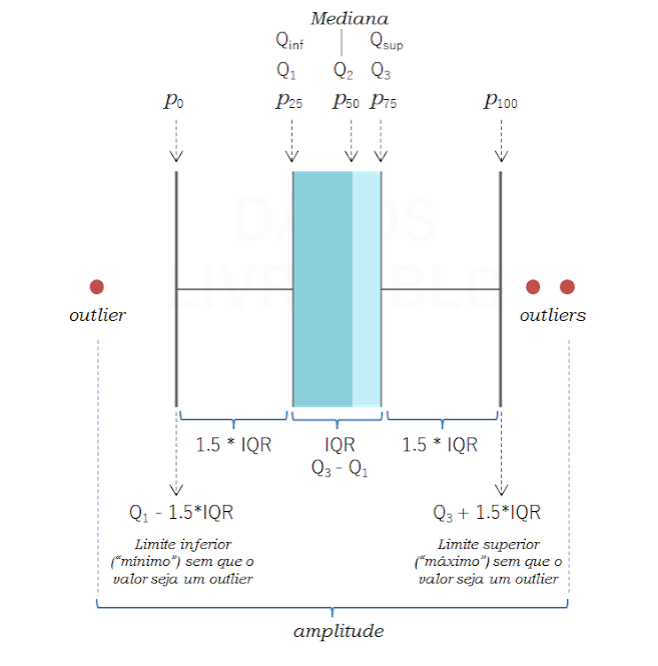 Mediana
Qinf Qsup
Q1 Q2 Q3
p0 p25 p50 p75 p100
outlier outliers
1.5 * IQR IQR 1.5 * IQR
Q3 - Q1
Q1 - 1.5*IQR Q3 + 1.5*IQR
Limite inferior Limite superior
("mínimo") sem que o ("máximo") sem que o
valor seja um outlier valor seja um outlier
amplitude